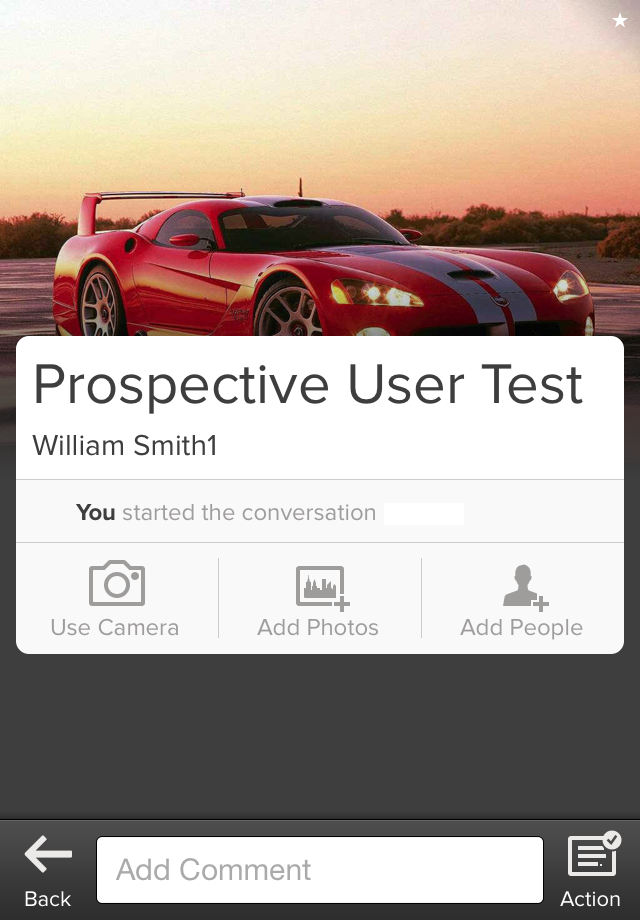 Prospective User Test
William Smith1
You started the conversation
Use Camera
Add Photos
Add People
Back
Add Comment
Action